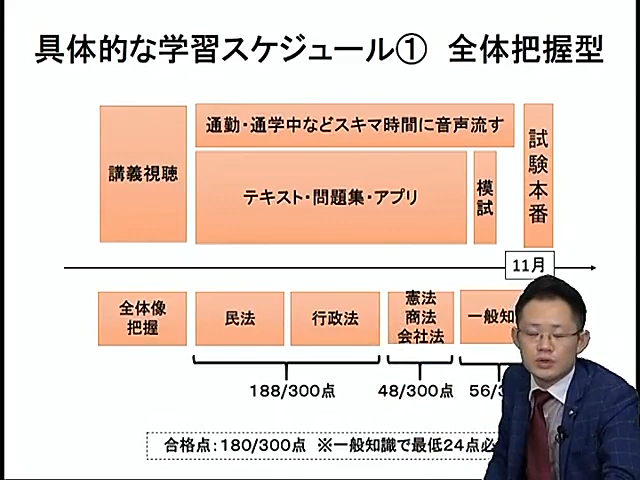 具体的な学習スケジュール① 全体把握型
講義視聴
通勤・通学中などスキマ時間に音声流す
テキスト・問題集・アプリ
模試
試験本番
11月
全体像
把握
民法
行政法
憲法
商法
会社法
一般知
188/300点
48/300点
56/3
合格点:180/300点 ※一般知識で最低24点必